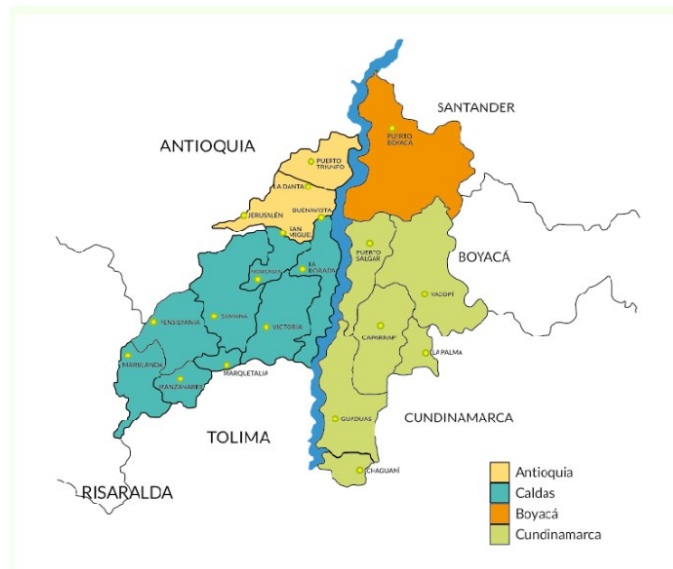 SANTANDER
ANTIOQUIA
PUERTO
BOYACÁ
PUERTO
TRIUNFO
LA DANTA
JERUSALÉN
BUENAVISTA
SAN
MIGUEL
PUERTO
SALGAR
BOYACÁ
LA
DORADA
NORCASIA
YACOPÍ
PENSILVANIA
SAMANÁ
VICTORIA
CAPARRAPÍ
LA PALMA
MARULANDA
MARQUETALIA
MANZANARES
GUADUAS
CUNDINAMARCA
TOLIMA
CHAGUANÍ
RISARALDA
Antioquia
Caldas
Boyacá
Cundinamarca